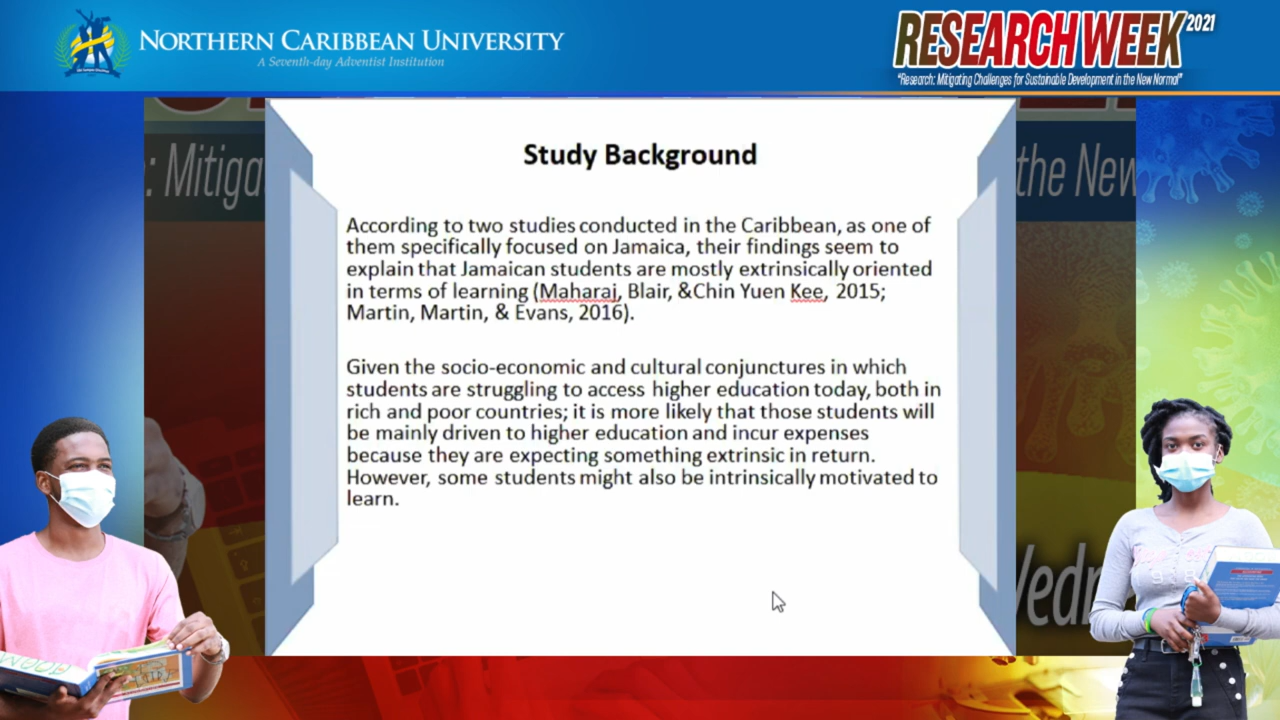 NORTHERN CARIBBEAN UNIVERSITY
A Seventh-day Adventist Institution
RESEARCH WEEK 2021
"Research: Mitigating Challenges for Sustainable Development in the New Normal"
: Mitiga
the New
Study Background
According to two studies conducted in the Caribbean, as one of
them specifically focused on Jamaica, their findings seem to
explain that Jamaican students are mostly extrinsically oriented
in terms of learning (Maharaj, Blair, &Chin Yuen Kee, 2015;
Martin, Martin, & Evans, 2016).
Given the socio-economic and cultural conjunctures in which
students are struggling to access higher education today, both in
rich and poor countries; it is more likely that those students will
be mainly driven to higher education and incur expenses
because they are expecting something extrinsic in return.
However, some students might also be intrinsically motivated to
learn.
Wedn